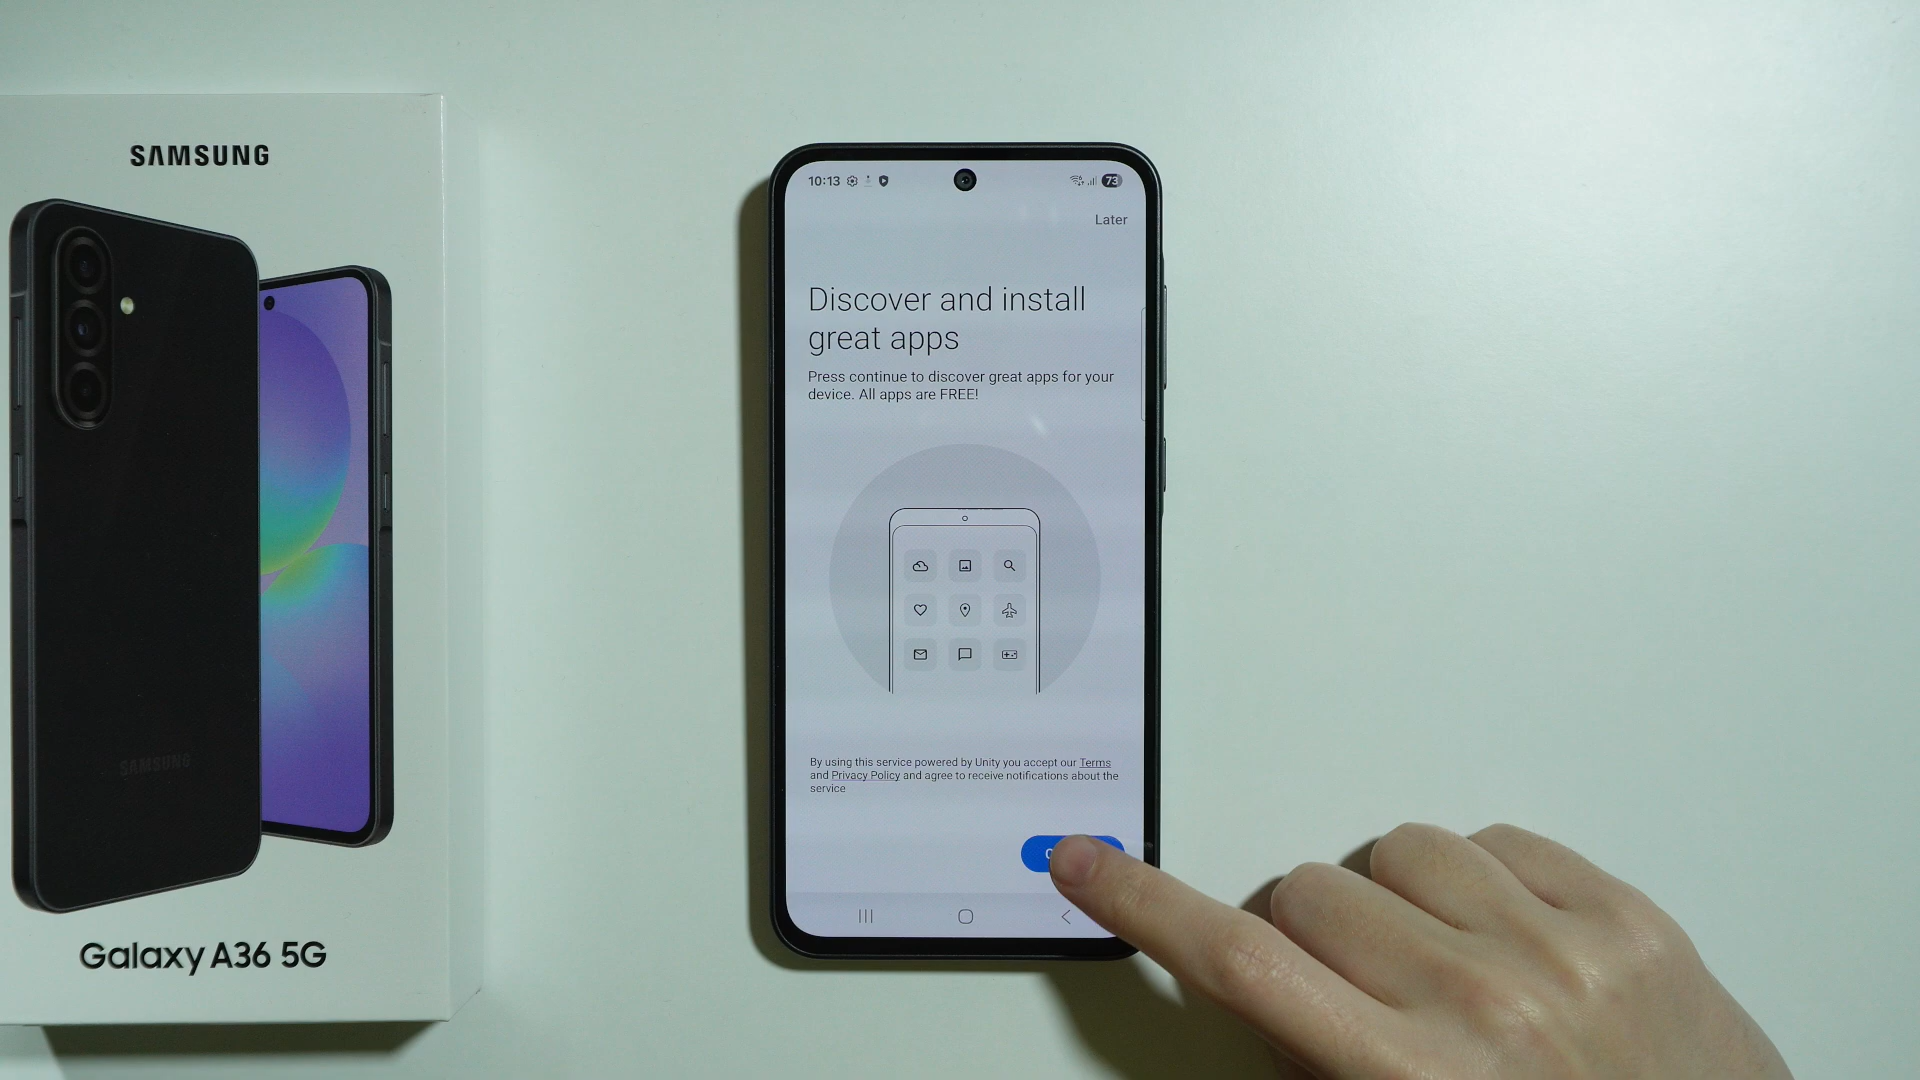 SAMSUNG
SAMSUNG
Galaxy A36 5G
10:13
73
Later
Discover and install
great apps
Press continue to discover great apps for your
device. All apps are FREE!
By using this service powered by Unity you accept our Terms
and Privacy Policy and agree to receive notifications about the
service